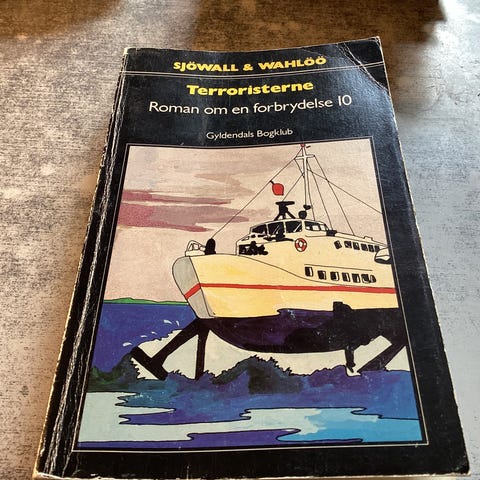 SJÖWALL & WAHLÖÖ
Terroristerne
Roman om en forbrydelse 10
Gyldendals Bogklub